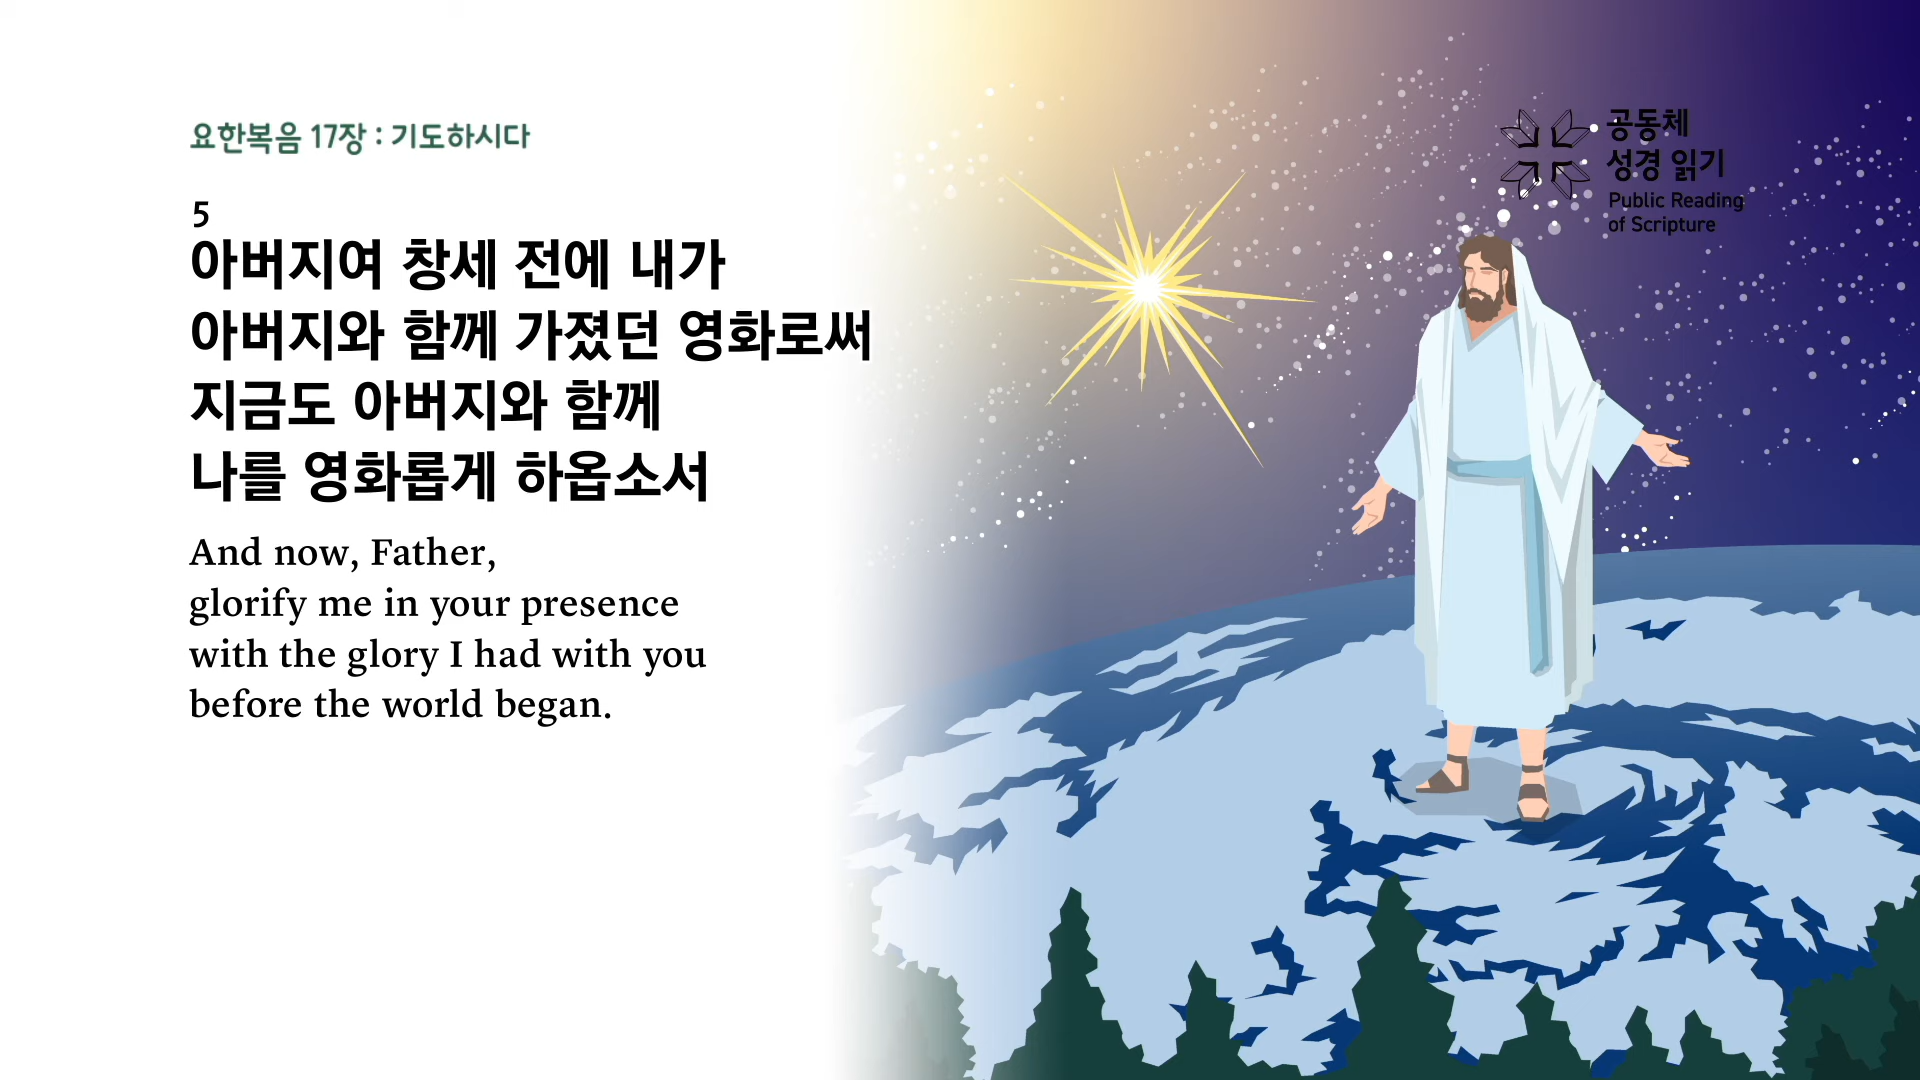 요한복음 17장 : 기도하시다
5
아버지여 창세 전에 내가
아버지와 함께 가졌던 영화로써
지금도 아버지와 함께
나를 영화롭게 하옵소서
And now, Father,
glorify me in your presence
with the glory I had with you
before the world began.
공동체
성경 읽기
Public Reading
of Scripture